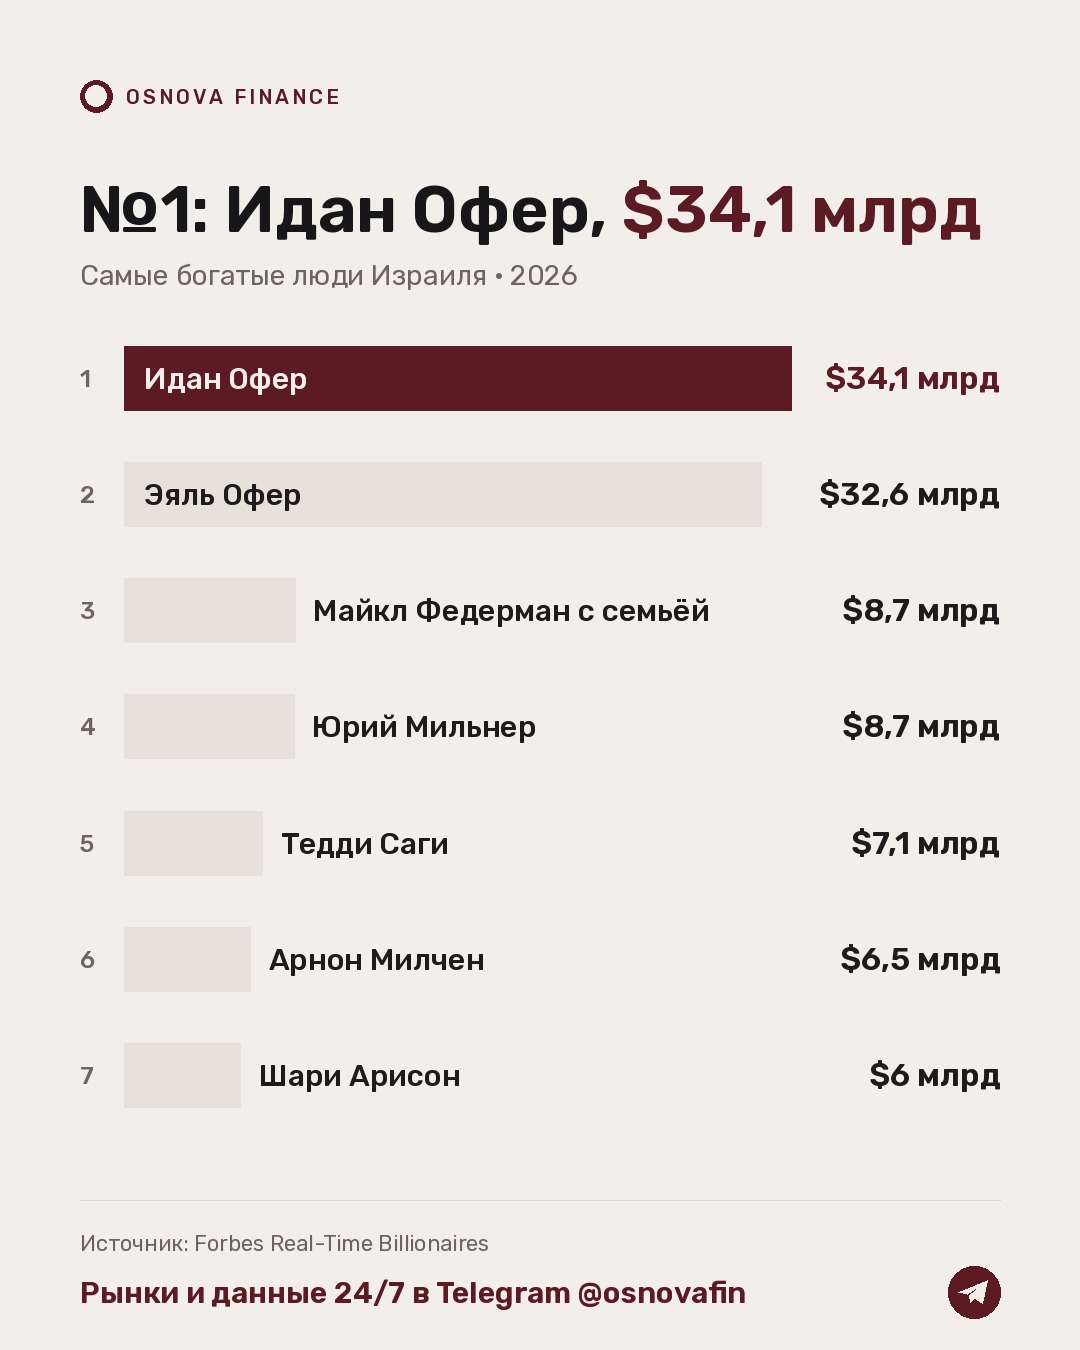 OSNOVA FINANCE
№1: Идан Офер, $34,1 млрд
Самые богатые люди Израиля • 2026
1 Идан Офер $34,1 млрд
2 Эяль Офер $32,6 млрд
3 Майкл Федерман с семьёй $8,7 млрд
4 Юрий Мильнер $8,7 млрд
5 Тедди Саги $7,1 млрд
6 Арнон Милчен $6,5 млрд
7 Шари Арисон $6 млрд
Источник: Forbes Real-Time Billionaires
Рынки и данные 24/7 в Telegram @osnovafin